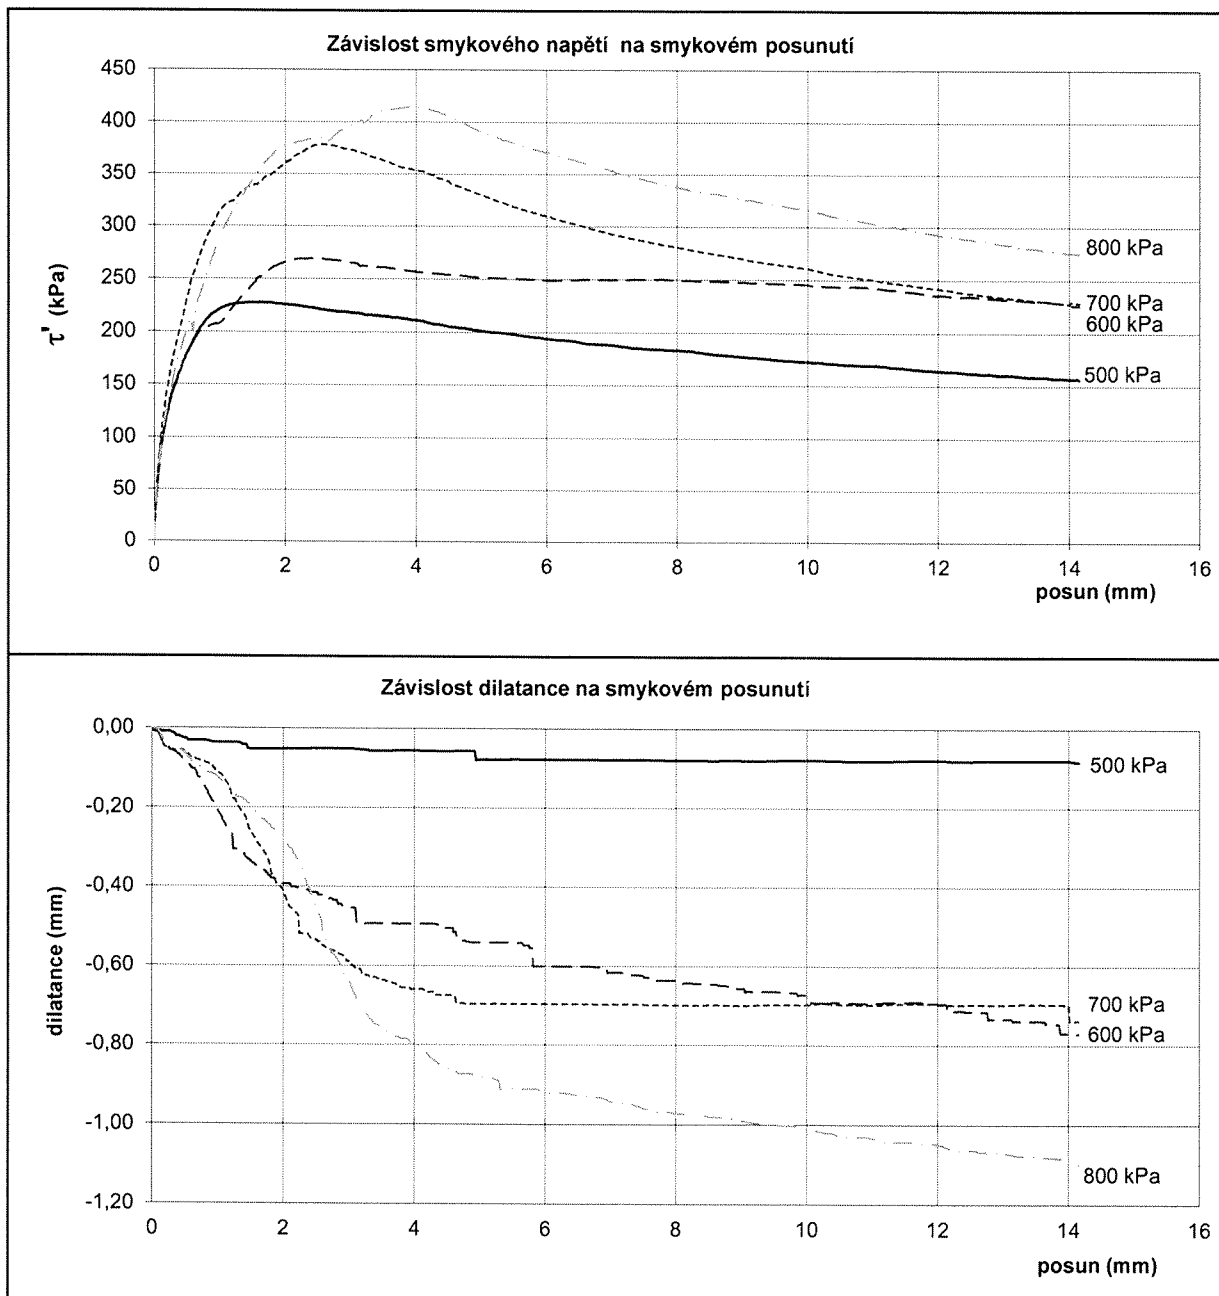 Závislost smykového napětí na smykovém posunutí
450
400
350
300
250
200
150
100
50
0
τ' (kPa)
800 kPa
700 kPa
600 kPa
500 kPa
0 2 4 6 8 10 12 14 16
posun (mm)
Závislost dilatance na smykovém posunutí
0,00
-0,20
-0,40
-0,60
-0,80
-1,00
-1,20
dilatance (mm)
500 kPa
700 kPa
600 kPa
800 kPa
0 2 4 6 8 10 12 14 16
posun (mm)